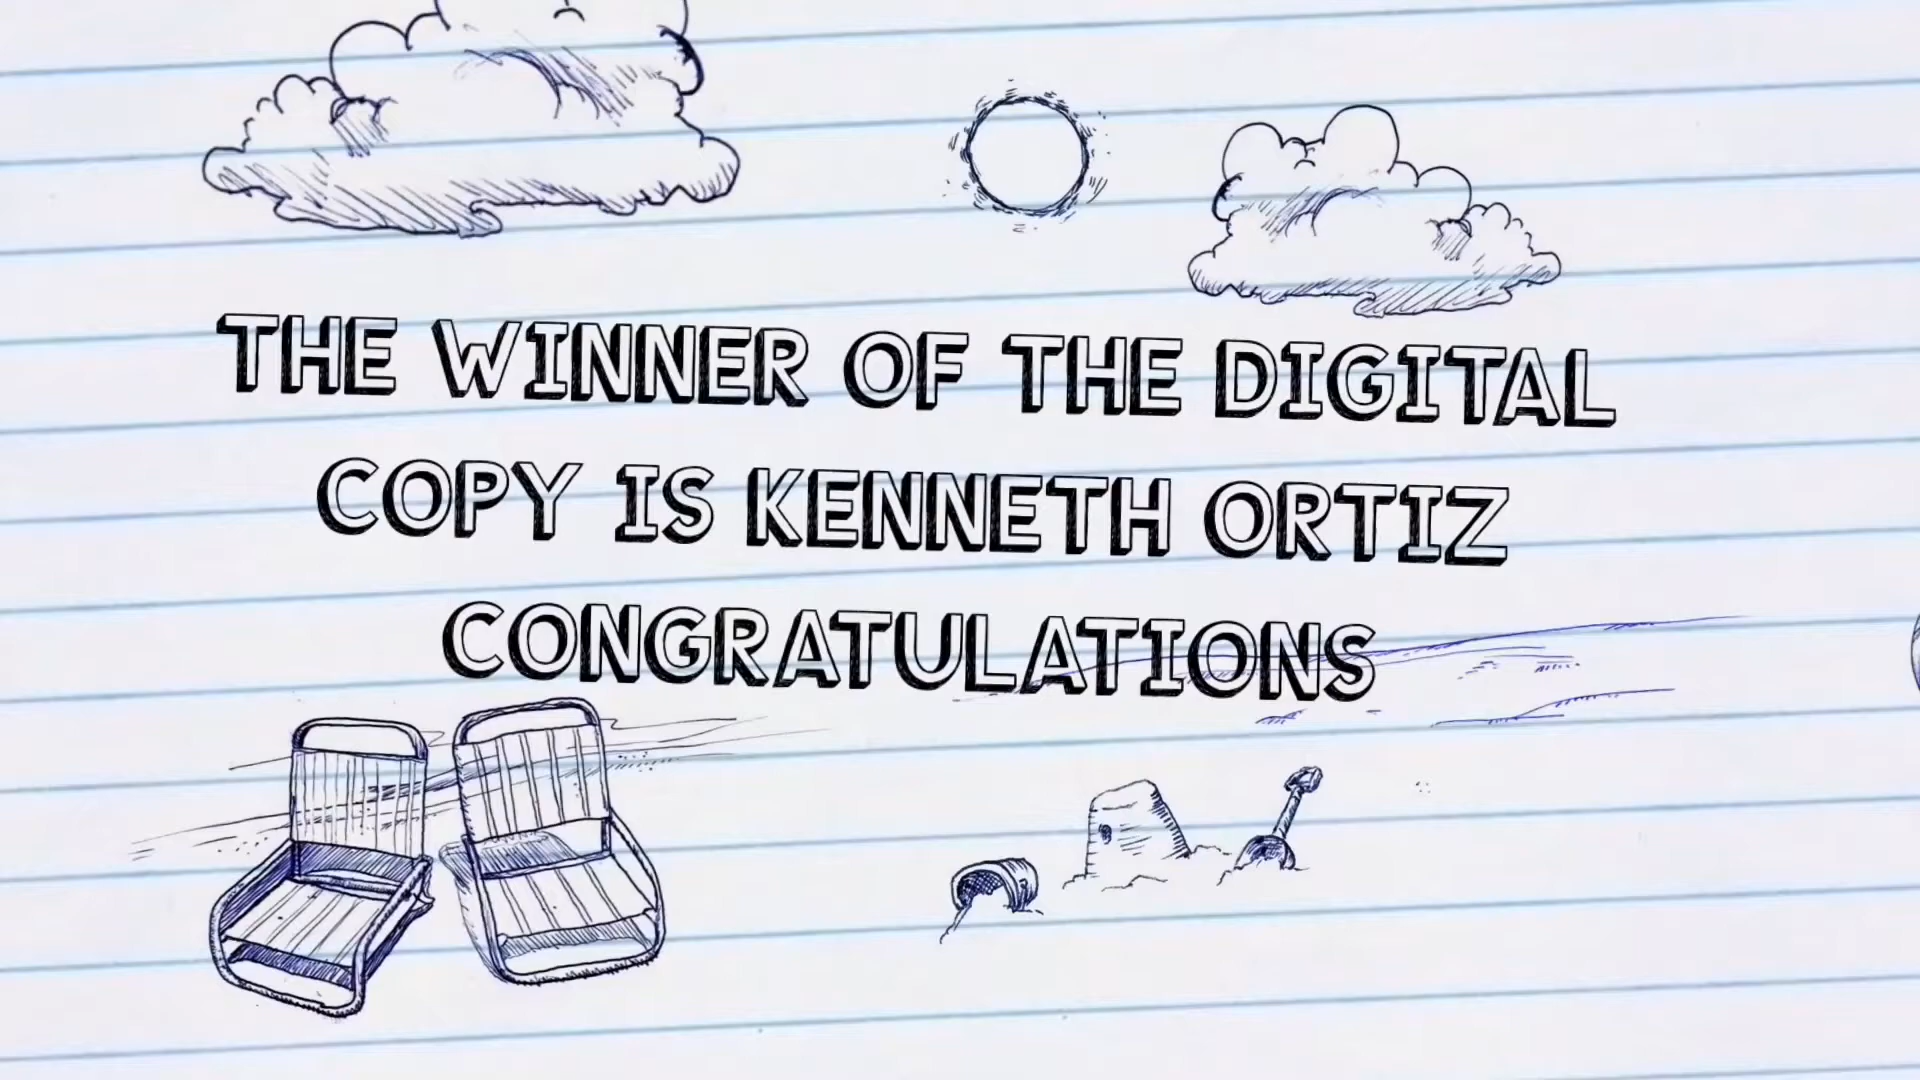 THE WINNER OF THE DIGITAL
COPY IS KENNETH ORTIZ
CONGRATULATIONS